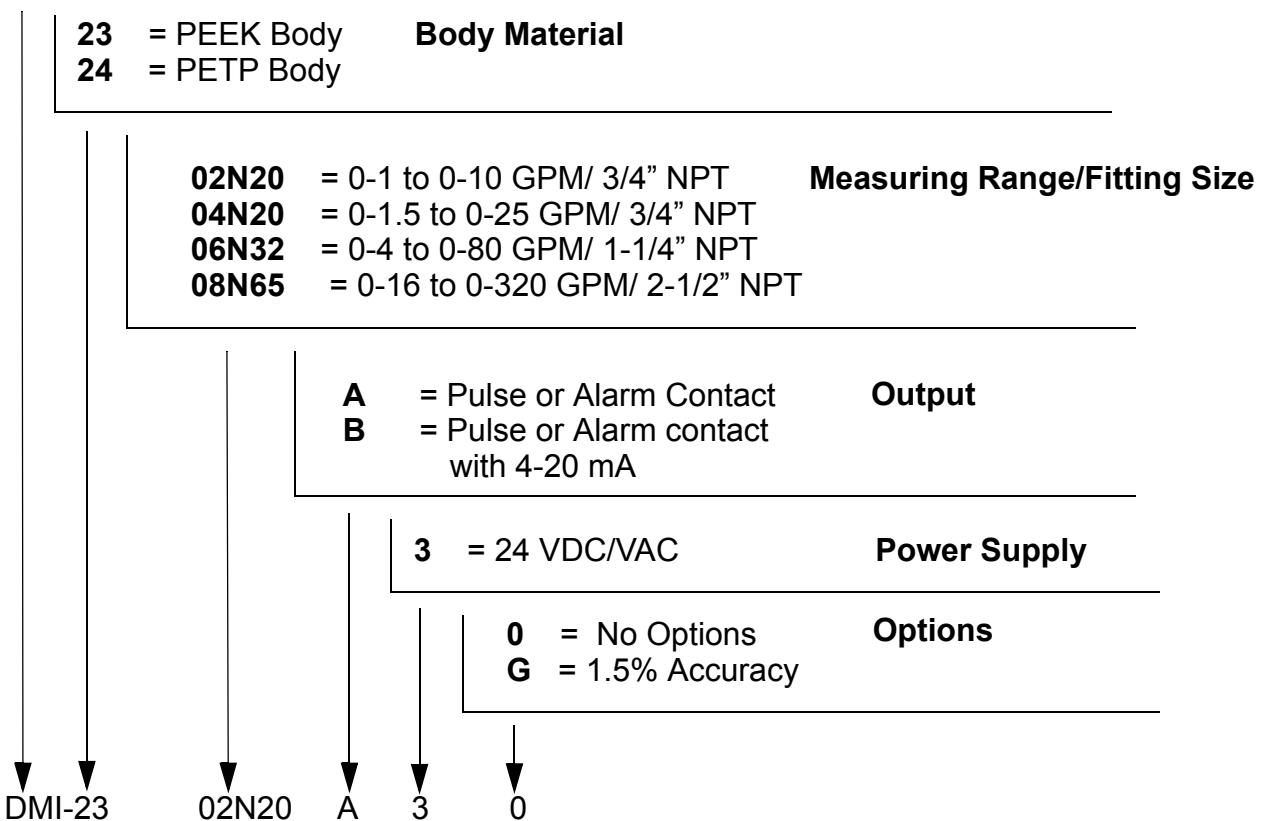 23 = PEEK Body Body Material
24 = PETP Body
02N20 = 0-1 to 0-10 GPM/ 3/4” NPT Measuring Range/Fitting Size
04N20 = 0-1.5 to 0-25 GPM/ 3/4” NPT
06N32 = 0-4 to 0-80 GPM/ 1-1/4” NPT
08N65 = 0-16 to 0-320 GPM/ 2-1/2” NPT
A = Pulse or Alarm Contact Output
B = Pulse or Alarm contact
with 4-20 mA
3 = 24 VDC/VAC Power Supply
0 = No Options Options
G = 1.5% Accuracy
DMI-23 02N20 A 3 0